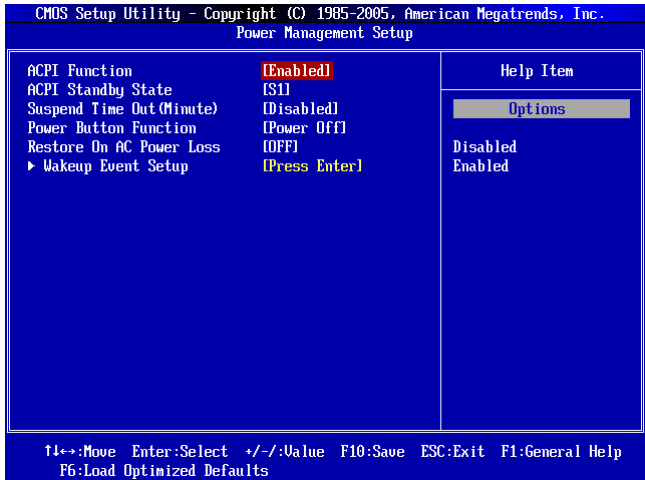 CMOS Setup Utility - Copyright (C) 1985-2005, American Megatrends, Inc.
Power Management Setup
ACPI Function [Enabled]
ACPI Standby State [S1]
Suspend Time Out(Minute) [Disabled]
Power Button Function [Power Off]
Restore On AC Power Loss [OFF]
▶ Wakeup Event Setup [Press Enter]
Help Item
Options
Disabled
Enabled
↑↓↔:Move Enter:Select +/-/:Value F10:Save ESC:Exit F1:General Help
F6:Load Optimized Defaults